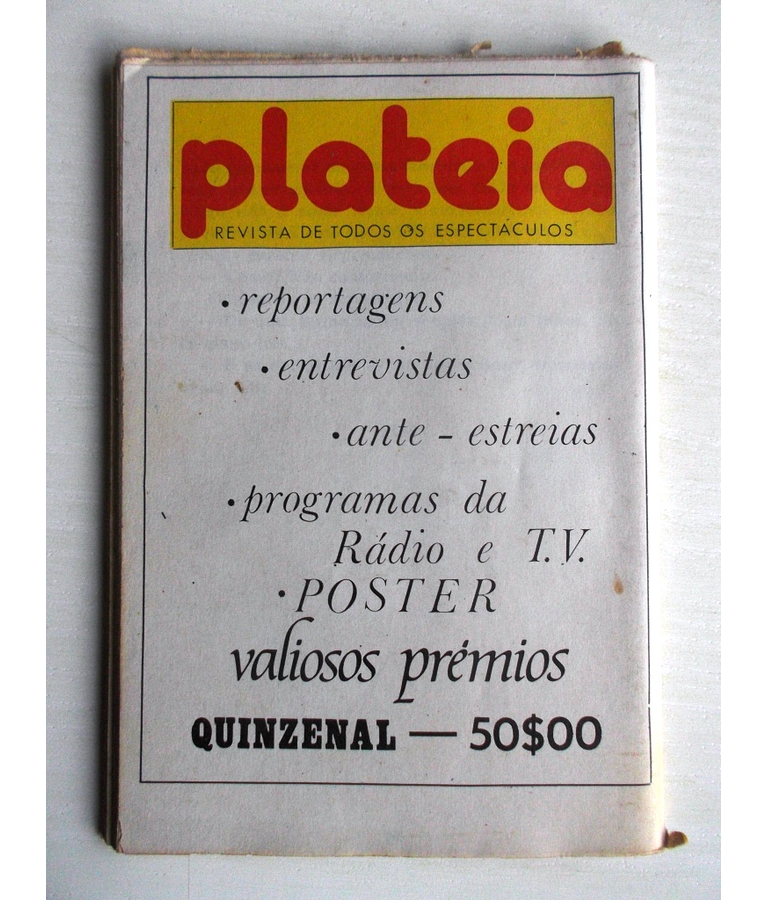 plateia
REVISTA DE TODOS OS ESPECTÁCULOS
• reportagens
• entrevistas
• ante - estreias
• programas da
Rádio e T.V.
• POSTER
valiosos prémios
QUINZENAL — 50$00